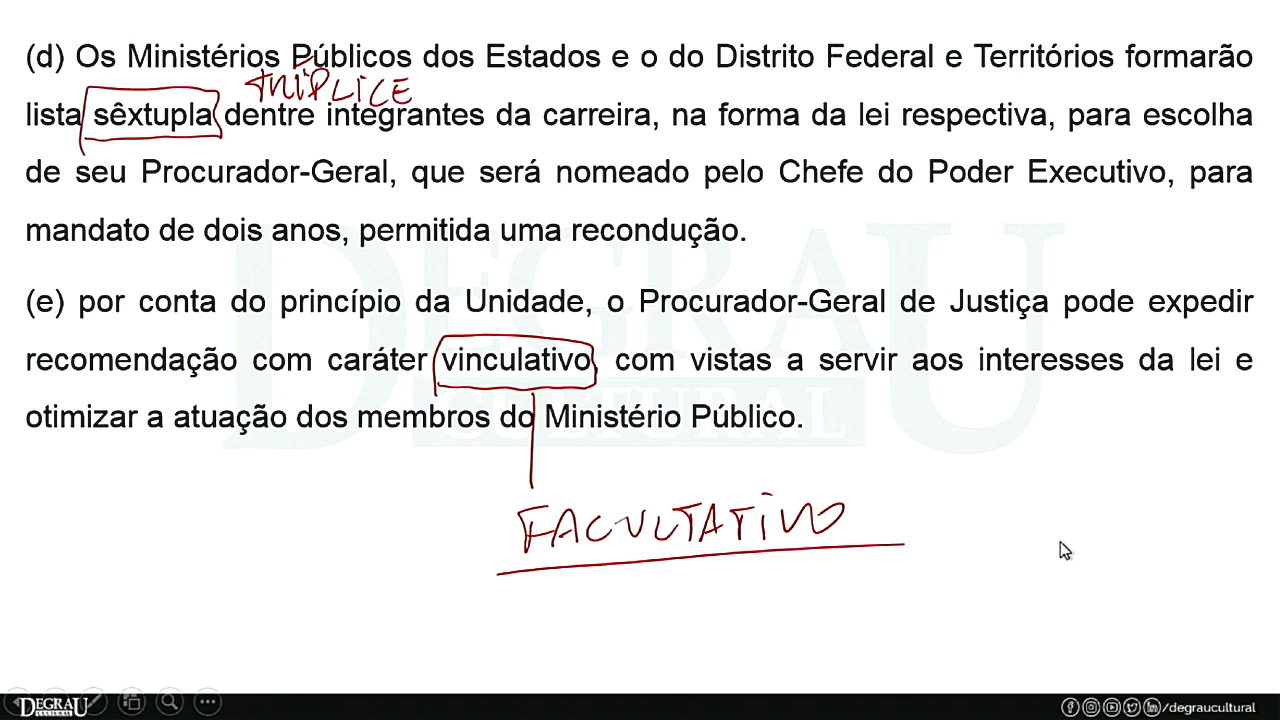 (d) Os Ministérios Públicos dos Estados e o do Distrito Federal e Territórios formarão
TRÍPLICE
lista sêxtupla dentre integrantes da carreira, na forma da lei respectiva, para escolha
de seu Procurador-Geral, que será nomeado pelo Chefe do Poder Executivo, para
mandato de dois anos, permitida uma recondução.
(e) por conta do princípio da Unidade, o Procurador-Geral de Justiça pode expedir
recomendação com caráter vinculativo, com vistas a servir aos interesses da lei e
otimizar a atuação dos membros do Ministério Público.
FACULTATIVO
DEGRAU
CULTURAL
DEGRAU
CULTURAL
/degraucultural